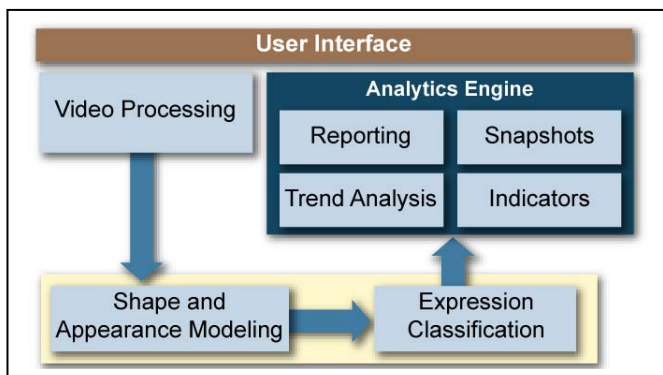 User Interface
Video Processing
Analytics Engine
Reporting
Snapshots
Trend Analysis
Indicators
Shape and
Appearance Modeling
Expression
Classification